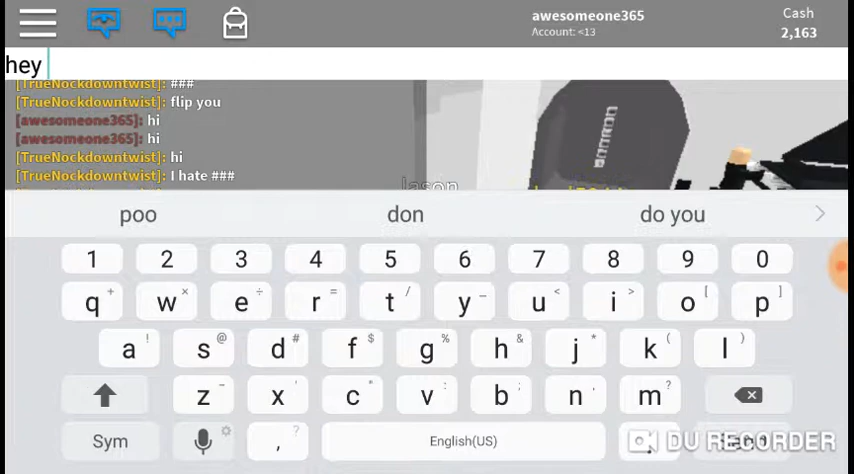 awesomeone365
Account: <13
Cash
2,163
hey
[TrueNockdowntwist]: ###
[TrueNockdowntwist]: flip you
[awesomeone365]: hi
[awesomeone365]: hi
[TrueNockdowntwist]: hi
[TrueNockdowntwist]: I hate ###
Jason
poo don do you
1 2 3 4 5 6 7 8 9 0
q + w × e ÷ r = t / y _ u < i > o [ p ]
a ! s @ d # f $ g % h & j * k ( l )
z - x ' c " v : b ; n , m ?
Sym , ? English(US) .
DU RECORDER